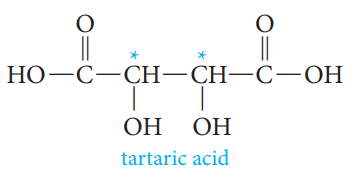 O O
* *
HO—C—CH—CH—C—OH
OH OH
tartaric acid